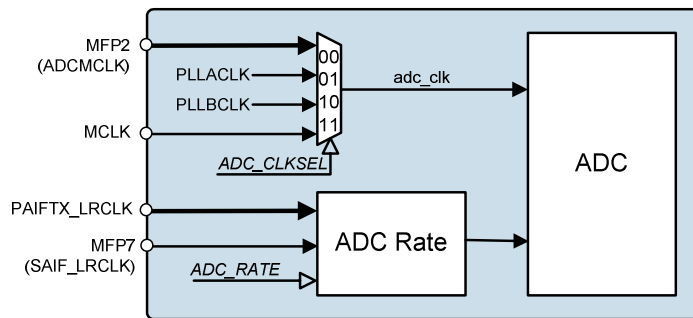 MFP2
(ADCMCLK)
PLLACLK
PLLBCLK
MCLK
00
01
10
11
adc_clk
ADC_CLKSEL
ADC
PAIFTX_LRCLK
MFP7
(SAIF_LRCLK)
ADC_RATE
ADC Rate